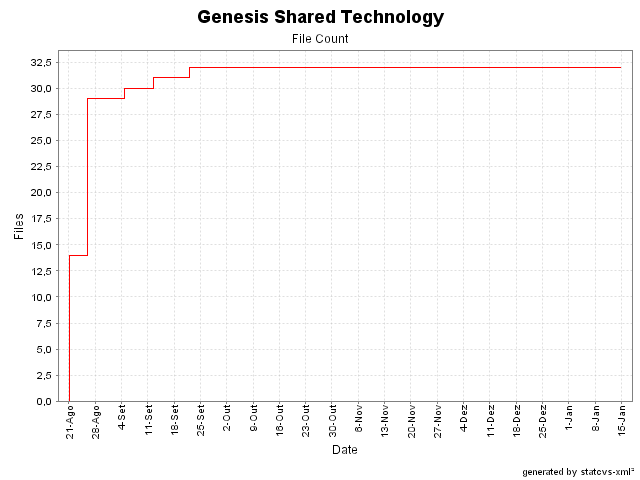 Genesis Shared Technology
File Count
32,5
30,0
27,5
25,0
22,5
20,0
17,5
15,0
12,5
10,0
7,5
5,0
2,5
0,0
Files
21-Ago
28-Ago
4-Set
11-Set
18-Set
25-Set
2-Out
9-Out
16-Out
23-Out
30-Out
6-Nov
13-Nov
20-Nov
27-Nov
4-Dez
11-Dez
18-Dez
25-Dez
1-Jan
8-Jan
15-Jan
Date
generated by statcvs-xml²